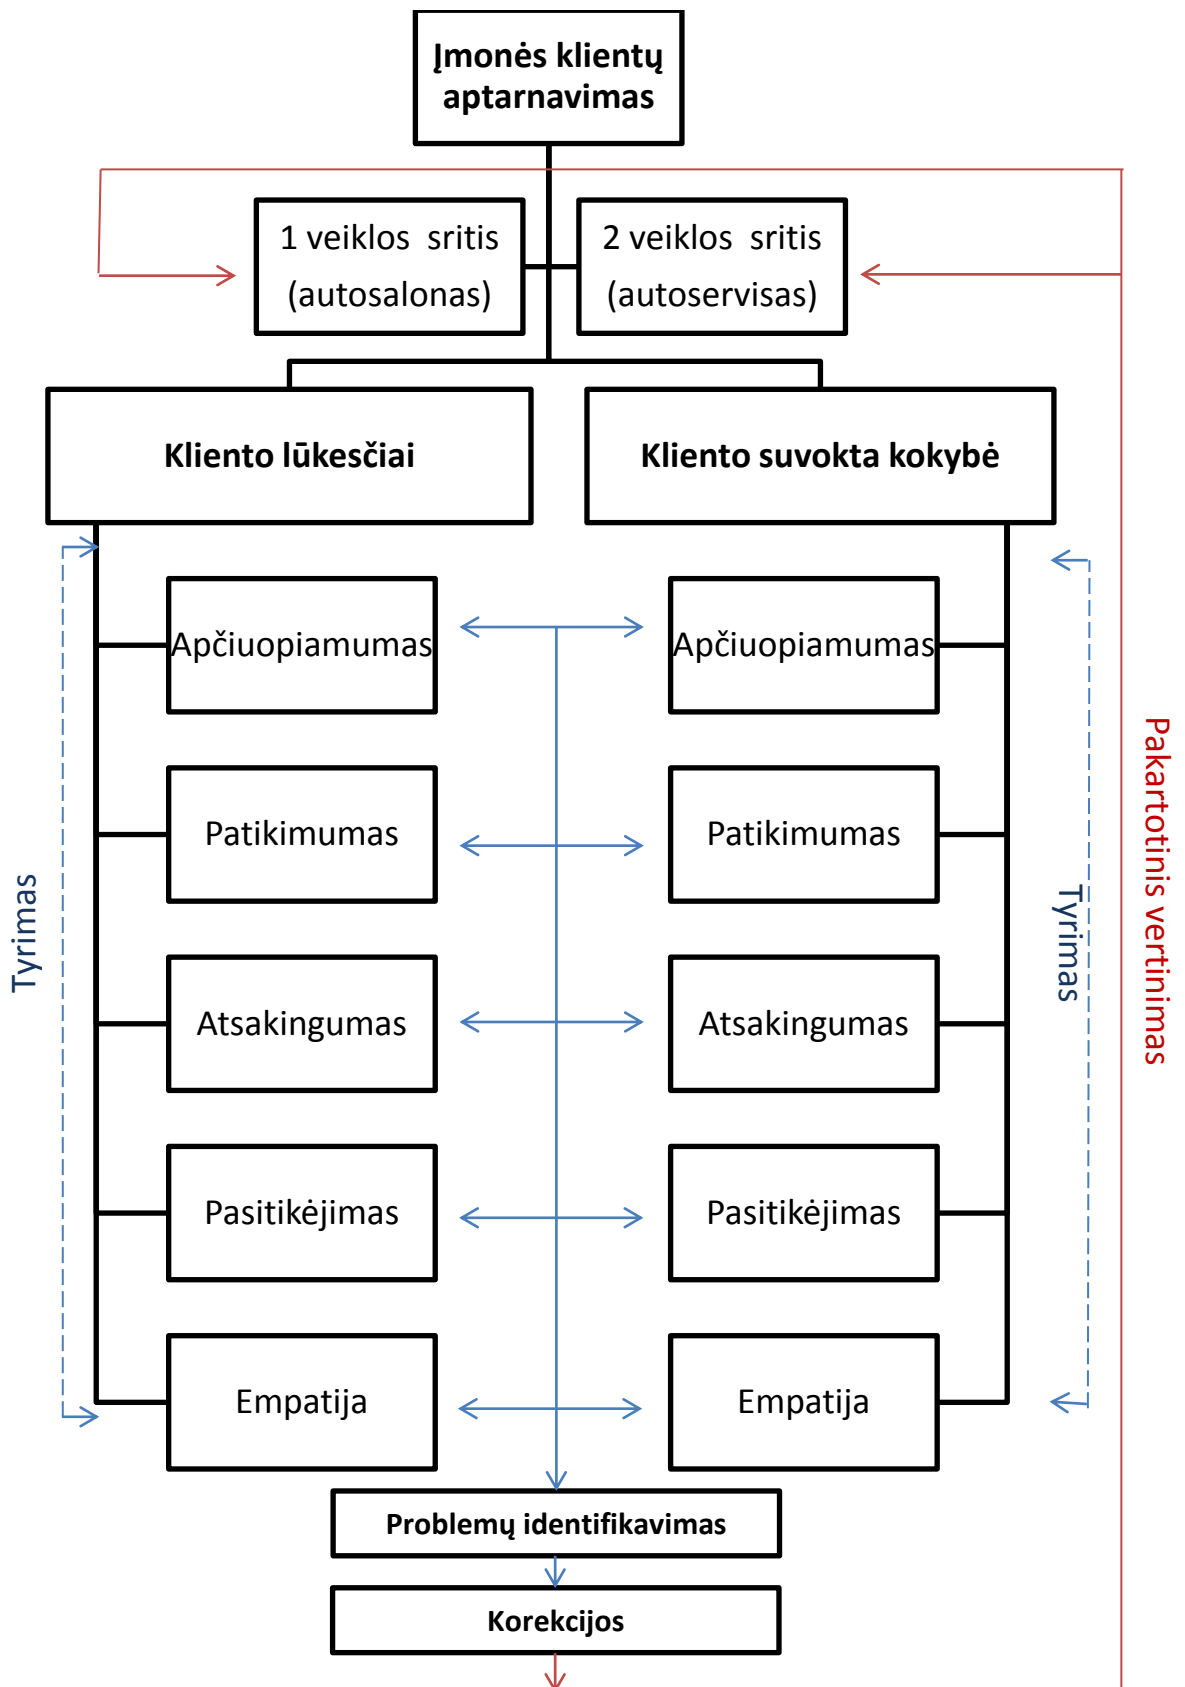 Įmonės klientų
aptarnavimas
1 veiklos sritis
(autosalonas)
2 veiklos sritis
(autoservisas)
Kliento lūkesčiai
Kliento suvokta kokybė
Apčiuopiamumas
Apčiuopiamumas
Patikimumas
Patikimumas
Atsakingumas
Atsakingumas
Pasitikėjimas
Pasitikėjimas
Empatija
Empatija
Tyrimas
Tyrimas
Pakartotinis vertinimas
Problemų identifikavimas
Korekcijos